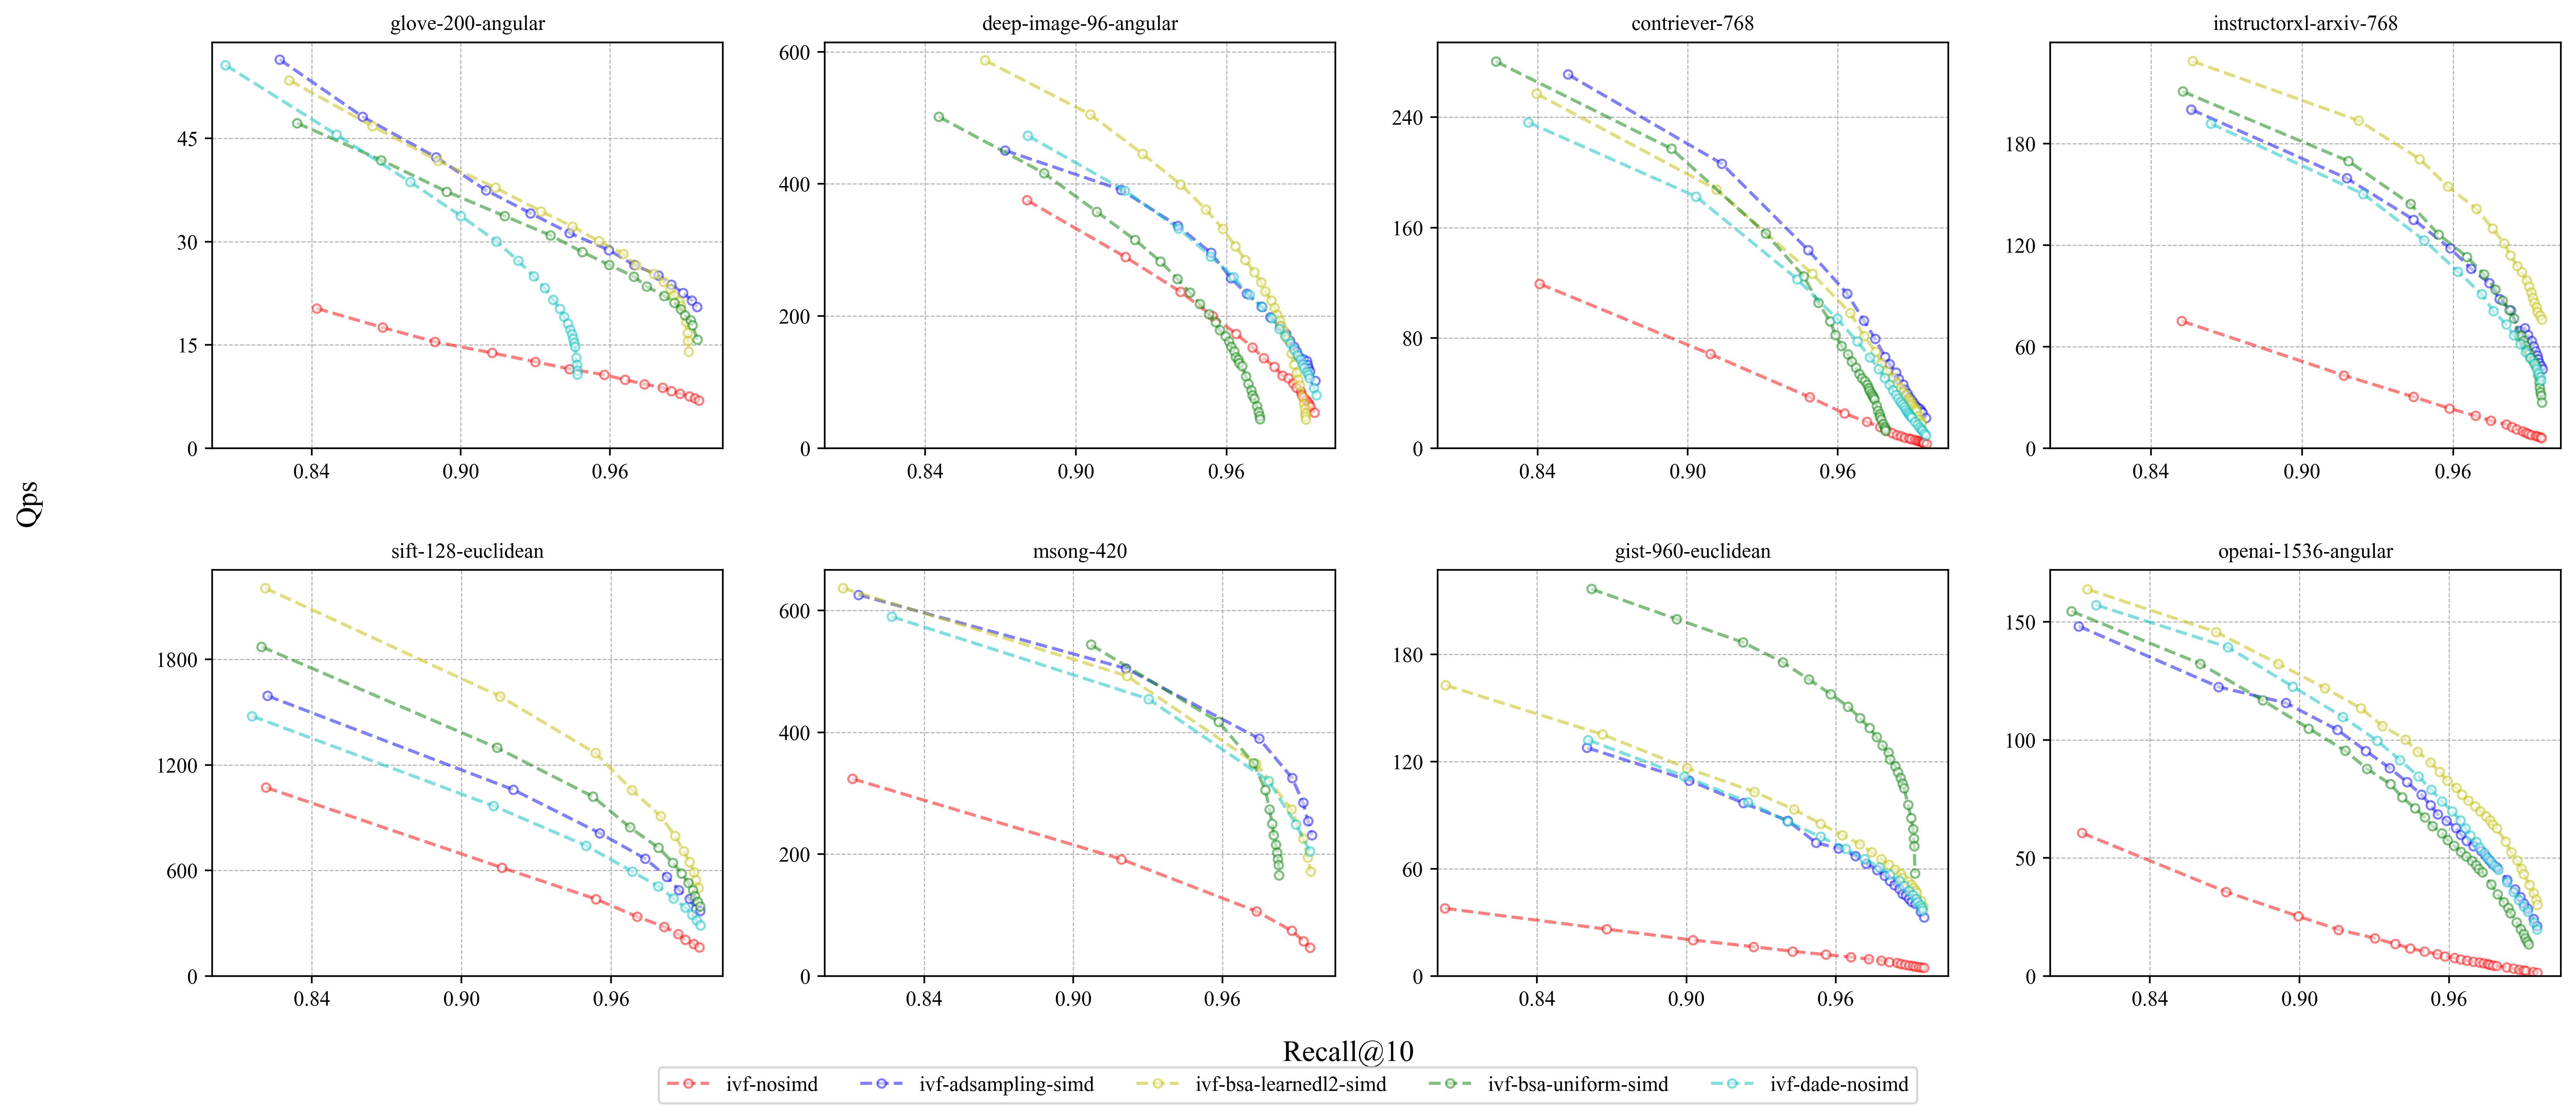 glove-200-angular
deep-image-96-angular
contriever-768
instructorxl-arxiv-768
45
30
15
0
0.84 0.90 0.96
600
400
200
0
0.84 0.90 0.96
240
160
80
0
0.84 0.90 0.96
180
120
60
0
0.84 0.90 0.96
Qps
sift-128-euclidean
msong-420
gist-960-euclidean
openai-1536-angular
1800
1200
600
0
0.84 0.90 0.96
600
400
200
0
0.84 0.90 0.96
180
120
60
0
0.84 0.90 0.96
150
100
50
0
0.84 0.90 0.96
Recall@10
ivf-nosimd ivf-adsampling-simd ivf-bsa-learnedl2-simd ivf-bsa-uniform-simd ivf-dade-nosimd